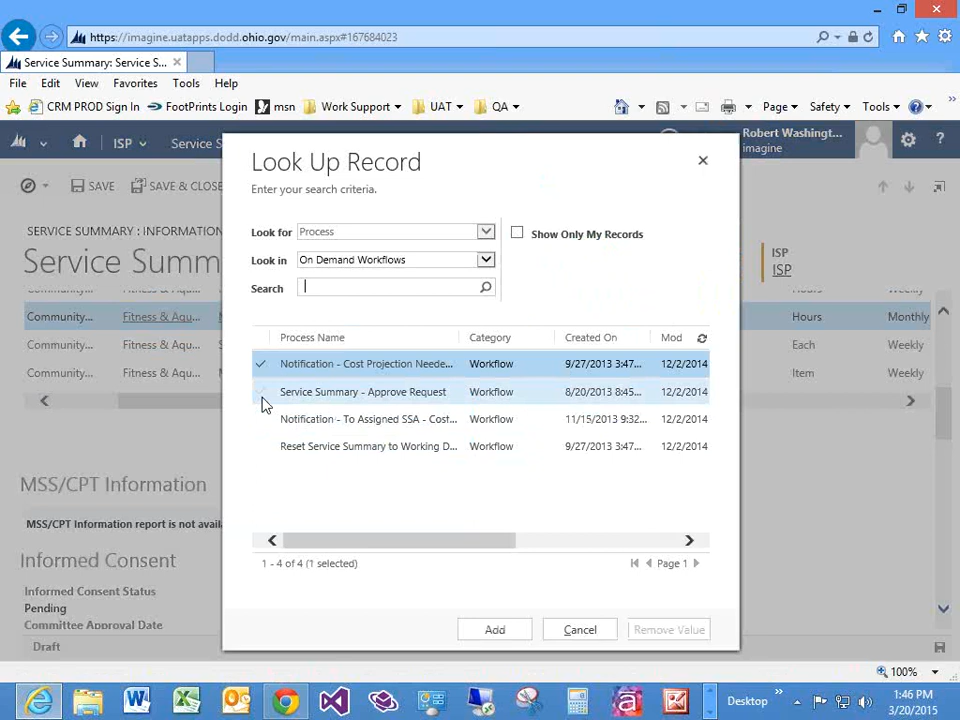 https://imagine.uatapps.dodd.ohio.gov/main.aspx#167684023
Service Summary: Service S...
File Edit View Favorites Tools Help
CRM PROD Sign In FootPrints Login msn Work Support UAT QA Page Safety Tools
ISP Service S
Robert Washingt...
imagine
SAVE SAVE & CLOSE
SERVICE SUMMARY : INFORMATION
Service Summ
ISP
ISP
Look Up Record
Enter your search criteria.
Look for Process
Show Only My Records
Look in On Demand Workflows
Search
Community... Fitness & Aqu... Hours Monthly
Community... Fitness & Aqu... Each Weekly
Community... Fitness & Aqu... Item Weekly
Process Name Category Created On Mod
Notification - Cost Projection Neede... Workflow 9/27/2013 3:47... 12/2/2014
Service Summary - Approve Request Workflow 8/20/2013 8:45... 12/2/2014
Notification - To Assigned SSA - Cost... Workflow 11/15/2013 9:32... 12/2/2014
Reset Service Summary to Working D... Workflow 9/27/2013 3:47... 12/2/2014
1 - 4 of 4 (1 selected)
Page 1
Add Cancel Remove Value
MSS/CPT Information
MSS/CPT Information report is not avail
Informed Consent
Informed Consent Status
Pending
Committee Approval Date
Draft
100%
Desktop
1:46 PM
3/20/2015